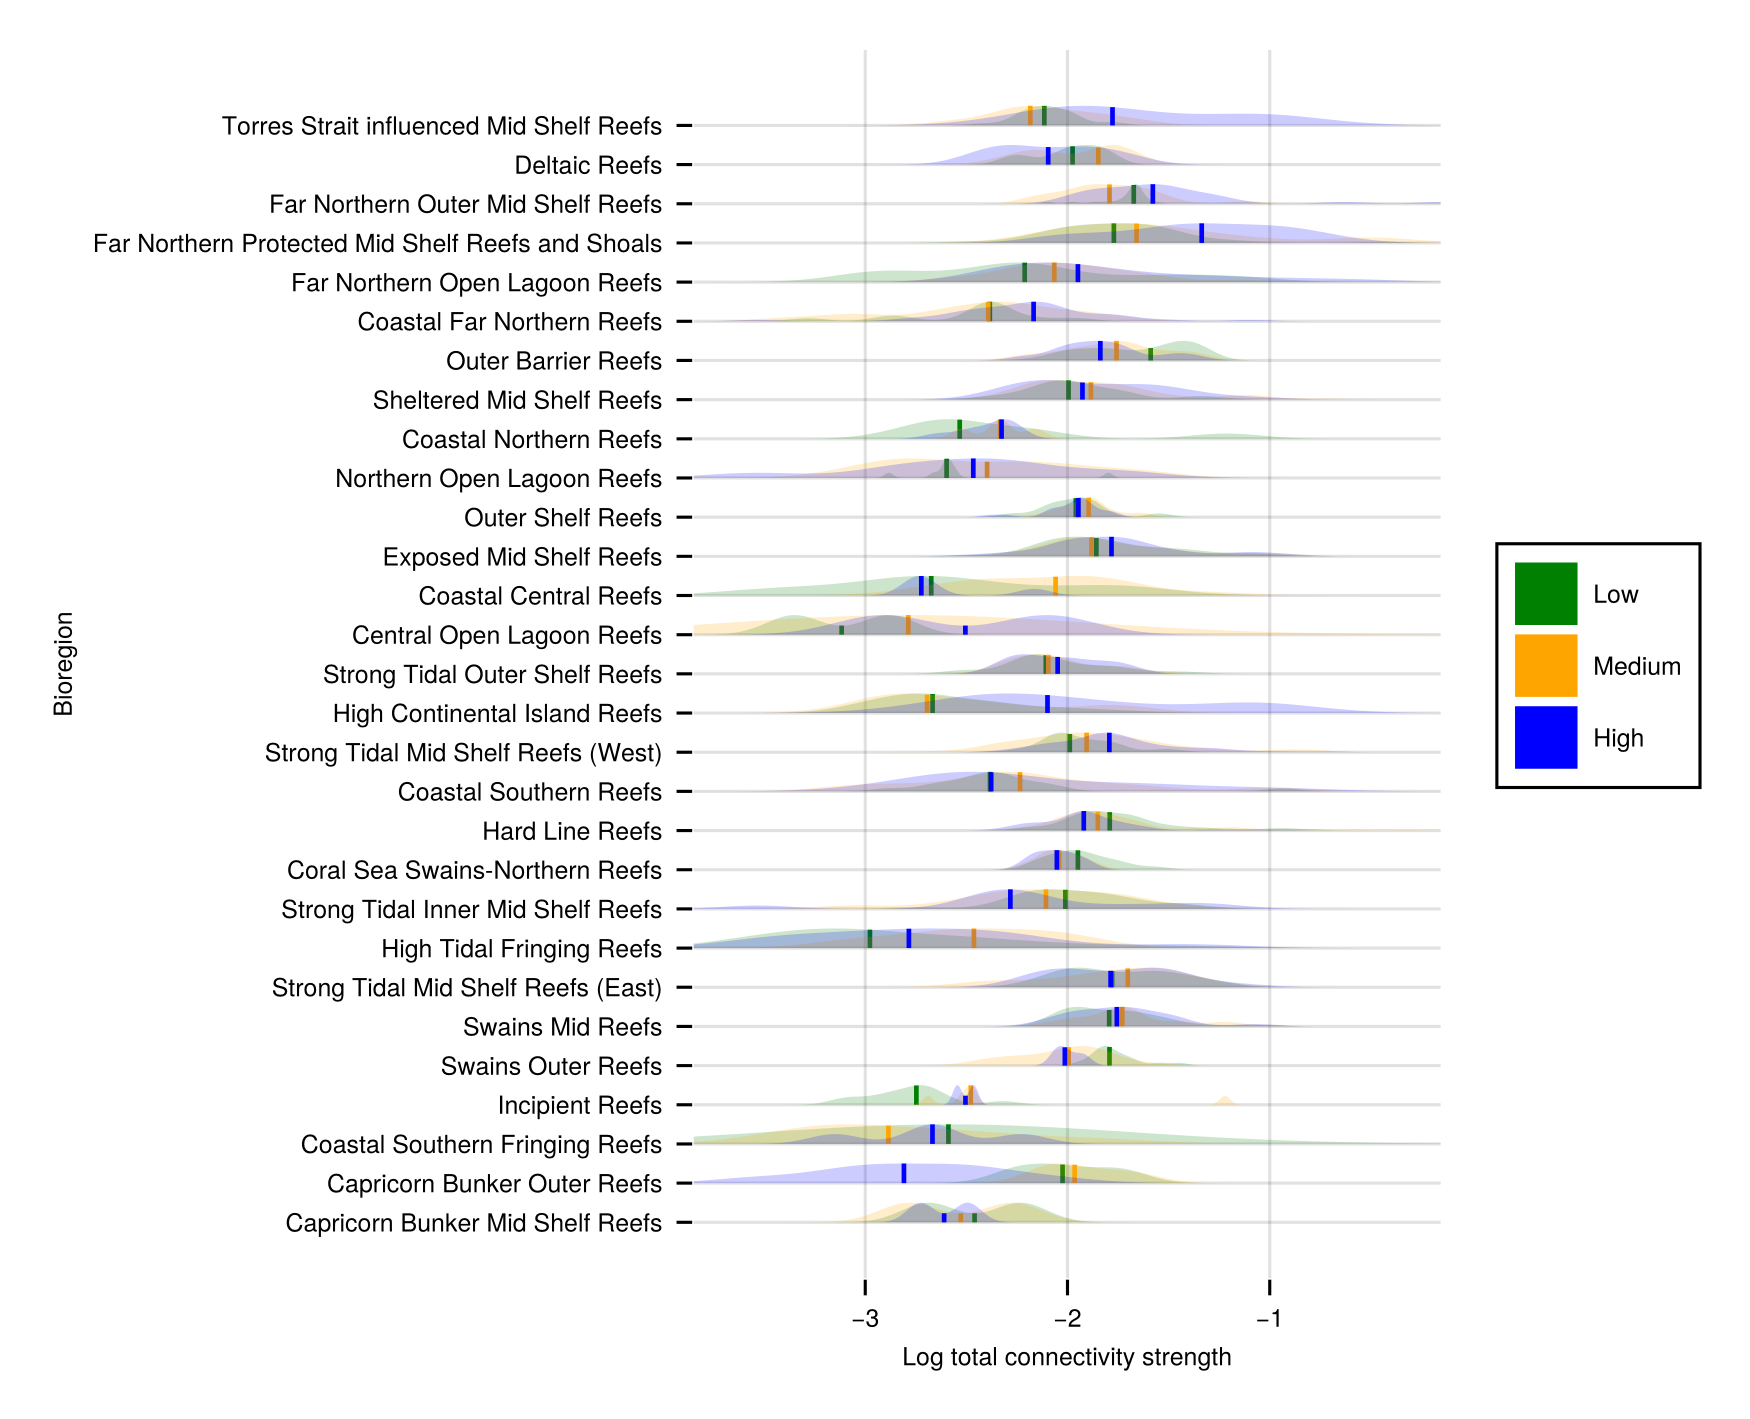 Torres Strait influenced Mid Shelf Reefs
Deltaic Reefs
Far Northern Outer Mid Shelf Reefs
Far Northern Protected Mid Shelf Reefs and Shoals
Far Northern Open Lagoon Reefs
Coastal Far Northern Reefs
Outer Barrier Reefs
Sheltered Mid Shelf Reefs
Coastal Northern Reefs
Northern Open Lagoon Reefs
Outer Shelf Reefs
Exposed Mid Shelf Reefs
Coastal Central Reefs
Central Open Lagoon Reefs
Strong Tidal Outer Shelf Reefs
High Continental Island Reefs
Strong Tidal Mid Shelf Reefs (West)
Coastal Southern Reefs
Hard Line Reefs
Coral Sea Swains-Northern Reefs
Strong Tidal Inner Mid Shelf Reefs
High Tidal Fringing Reefs
Strong Tidal Mid Shelf Reefs (East)
Swains Mid Reefs
Swains Outer Reefs
Incipient Reefs
Coastal Southern Fringing Reefs
Capricorn Bunker Outer Reefs
Capricorn Bunker Mid Shelf Reefs
Bioregion
−3 −2 −1
Log total connectivity strength
Low
Medium
High